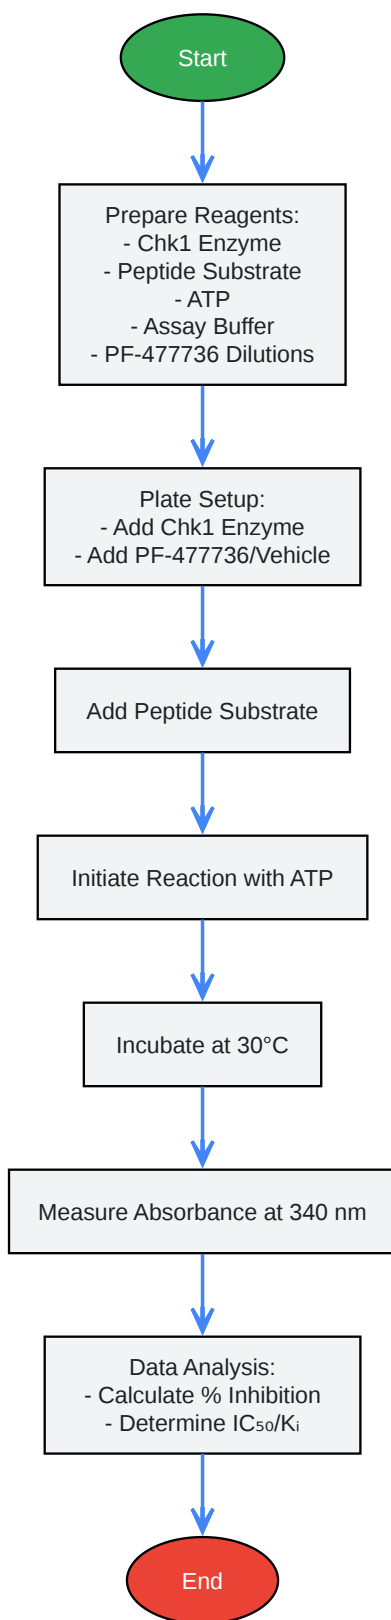 Start
Prepare Reagents:
- Chk1 Enzyme
- Peptide Substrate
- ATP
- Assay Buffer
- PF-477736 Dilutions
Plate Setup:
- Add Chk1 Enzyme
- Add PF-477736/Vehicle
Add Peptide Substrate
Initiate Reaction with ATP
Incubate at 30°C
Measure Absorbance at 340 nm
Data Analysis:
- Calculate % Inhibition
- Determine IC₅₀/Kᵢ
End